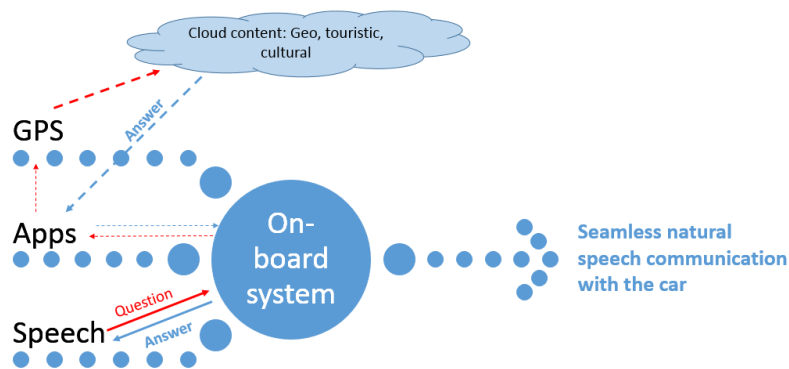 Cloud content: Geo, touristic,
cultural
Answer
GPS
Apps
On-
board
system
Seamless natural
speech communication
with the car
Question
Speech
Answer